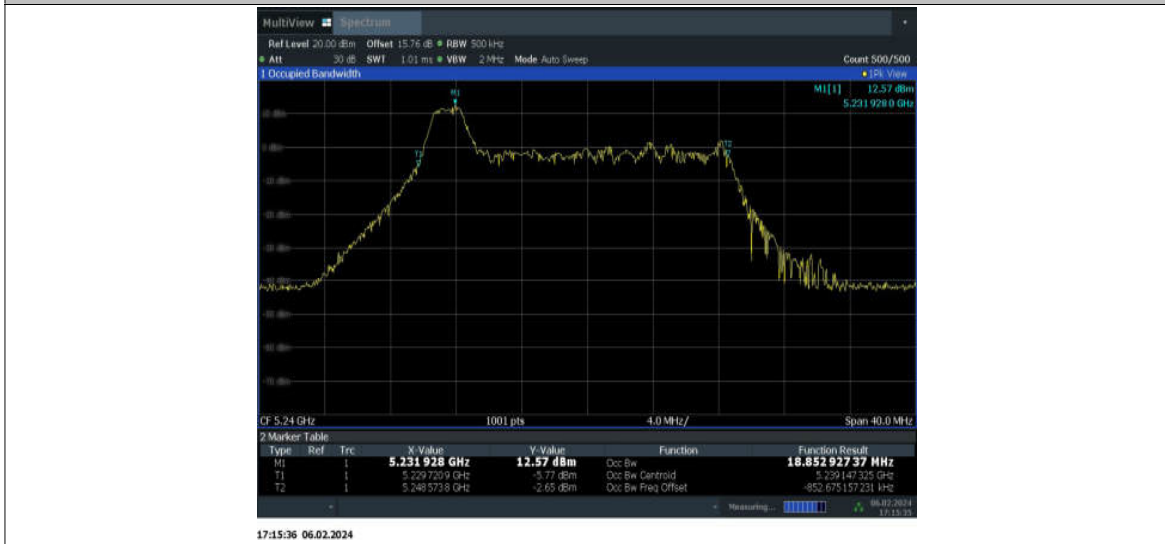 MultiView Spectrum
Ref Level 20.00 dBm Offset 15.76 dB RBW 500 kHz
Att 30 dB SWT 1.01 ms VBW 2 MHz Mode Auto Sweep Count 500/500
1 Occupied Bandwidth 1Pk View
M1[1] 12.57 dBm
5.231 928 0 GHz
M1
T1
T2
CF 5.24 GHz 1001 pts 4.0 MHz/ Span 40.0 MHz
2 Marker Table
Type Ref Trc X-Value Y-Value Function Function Result
M1 1 5.231 928 GHz 12.57 dBm Occ Bw 18.852 927 37 MHz
T1 1 5.229 720 9 GHz -5.77 dBm Occ Bw Centroid 5.239 147 325 GHz
T2 1 5.248 573 8 GHz -2.65 dBm Occ Bw Freq Offset -852.675 157 231 kHz
Measuring... 06.02.2024
17:15:35
17:15:36 06.02.2024